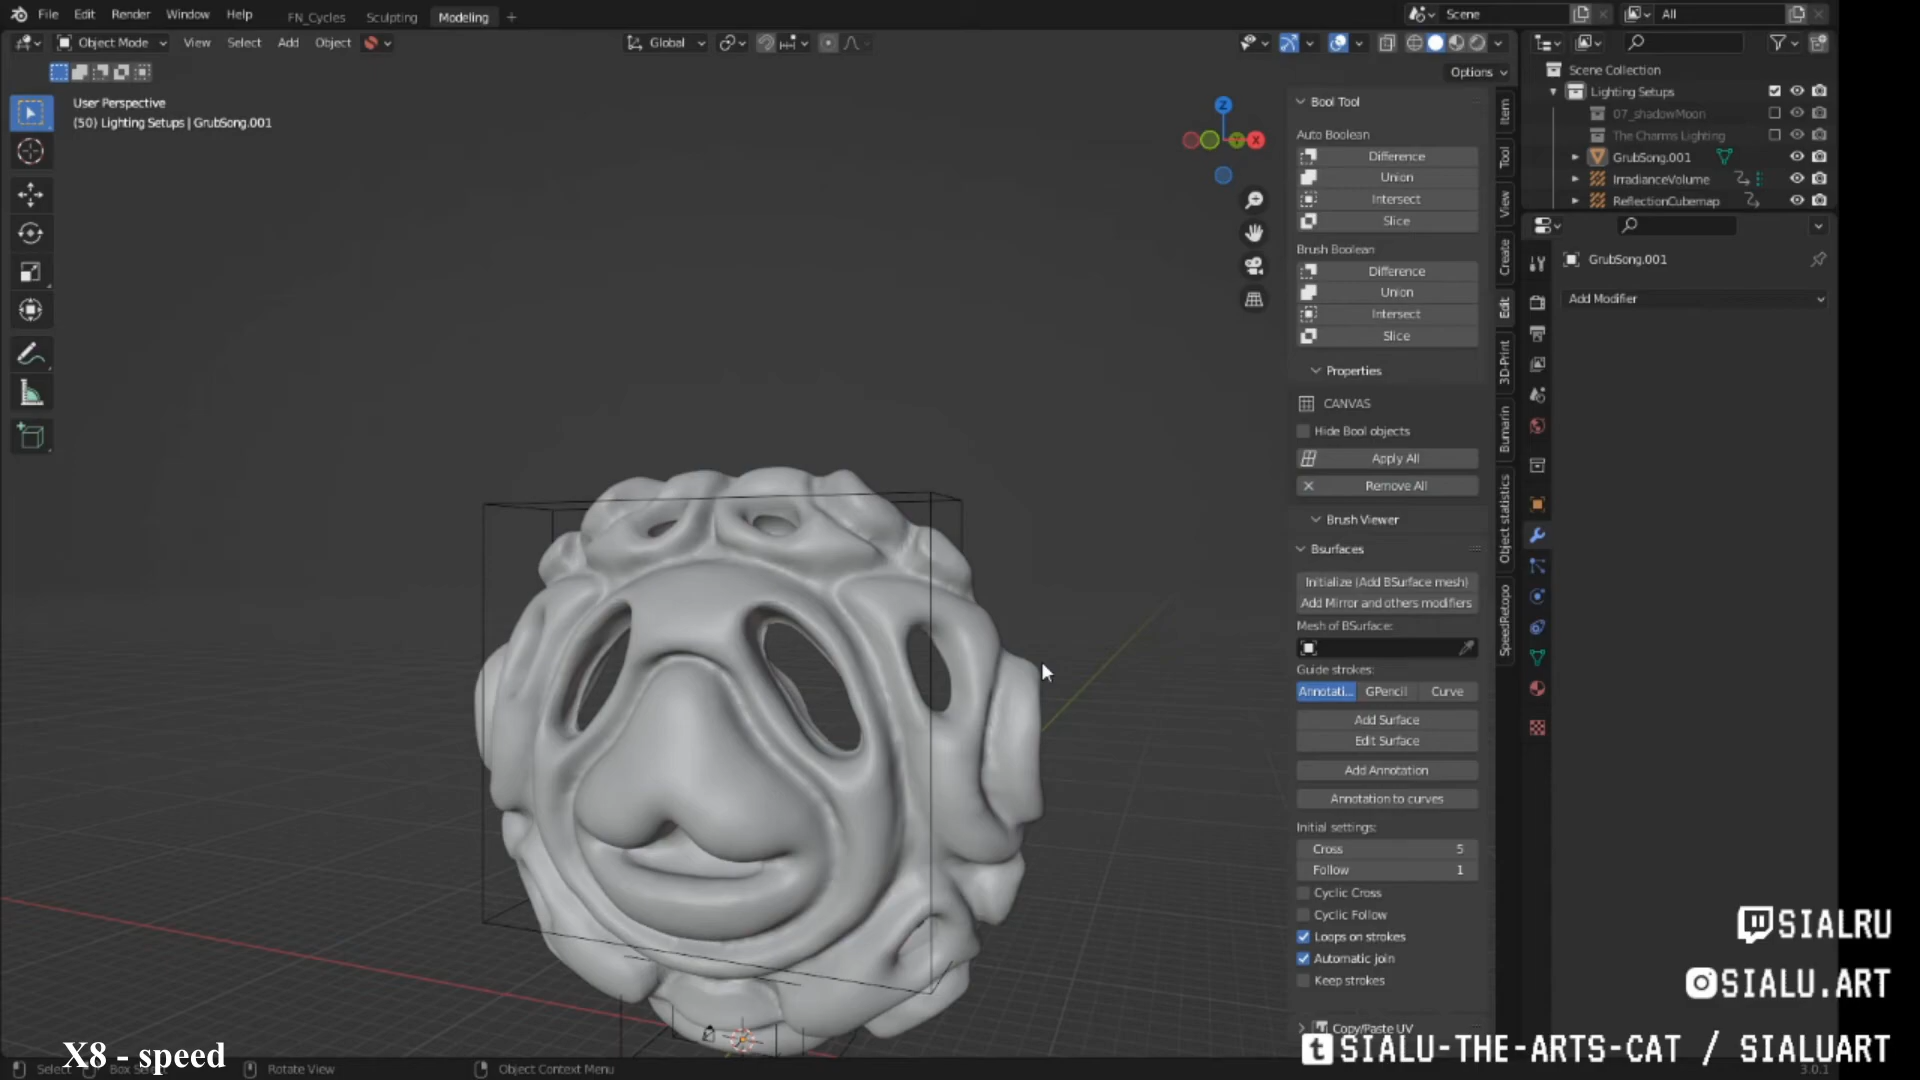 File Edit Render Window Help FN_Cycles Sculpting Modeling +
Scene All
Object Mode View Select Add Object Global
Options
User Perspective
(50) Lighting Setups | GrubSong.001
Z
X
Y
Bool Tool
Auto Boolean
Difference
Union
Intersect
Slice
Brush Boolean
Difference
Union
Intersect
Slice
Properties
CANVAS
Hide Bool objects
Apply All
Remove All
Brush Viewer
Bsurfaces
Initialize (Add BSurface mesh)
Add Mirror and others modifiers
Mesh of BSurface:
Guide strokes:
Annotati... GPencil Curve
Add Surface
Edit Surface
Add Annotation
Annotation to curves
Initial settings:
Cross 5
Follow 1
Cyclic Cross
Cyclic Follow
Loops on strokes
Automatic join
Keep strokes
Copy/Paste UV
Item
Tool
View
Create
Edit
3D-Print
Object statistics
SpeedRetopo
Scene Collection
Lighting Setups
07_shadowMoon
The Charms Lighting
GrubSong.001
IrradianceVolume
ReflectionCubemap
GrubSong.001
Add Modifier
SIALRU
SIALU.ART
SIALU-THE-ARTS-CAT / SIALUART
X8 - speed
Select Rotate View Object Context Menu
3.0.1